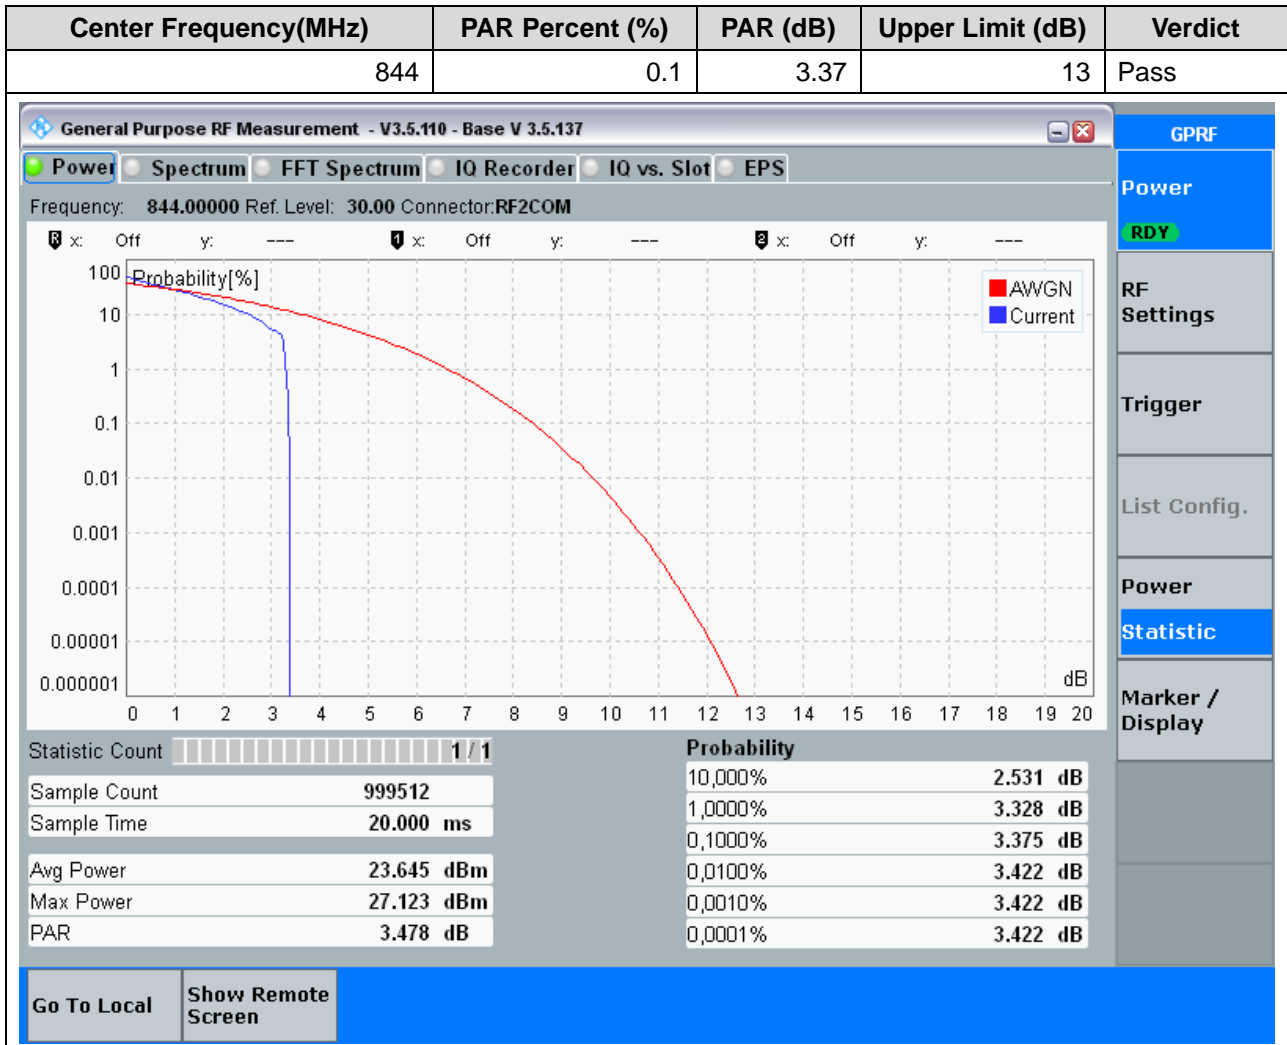 Center Frequency(MHz) PAR Percent (%) PAR (dB) Upper Limit (dB) Verdict
844 0.1 3.37 13 Pass
General Purpose RF Measurement - V3.5.110 - Base V 3.5.137
GPRF
Power Spectrum FFT Spectrum IQ Recorder IQ vs. Slot EPS
Power
RDY
Frequency: 844.00000 Ref. Level: 30.00 Connector:RF2COM
R x: Off y: --- 1 x: Off y: --- 2 x: Off y: ---
Probability[%]
AWGN
Current
100
10
1
0.1
0.01
0.001
0.0001
0.00001
0.000001
dB
0 1 2 3 4 5 6 7 8 9 10 11 12 13 14 15 16 17 18 19 20
RF
Settings
Trigger
List Config.
Power
Statistic
Marker /
Display
Statistic Count 1 / 1
Sample Count 999512
Sample Time 20.000 ms
Avg Power 23.645 dBm
Max Power 27.123 dBm
PAR 3.478 dB
Probability
10,000% 2.531 dB
1,0000% 3.328 dB
0,1000% 3.375 dB
0,0100% 3.422 dB
0,0010% 3.422 dB
0,0001% 3.422 dB
Go To Local
Show Remote
Screen